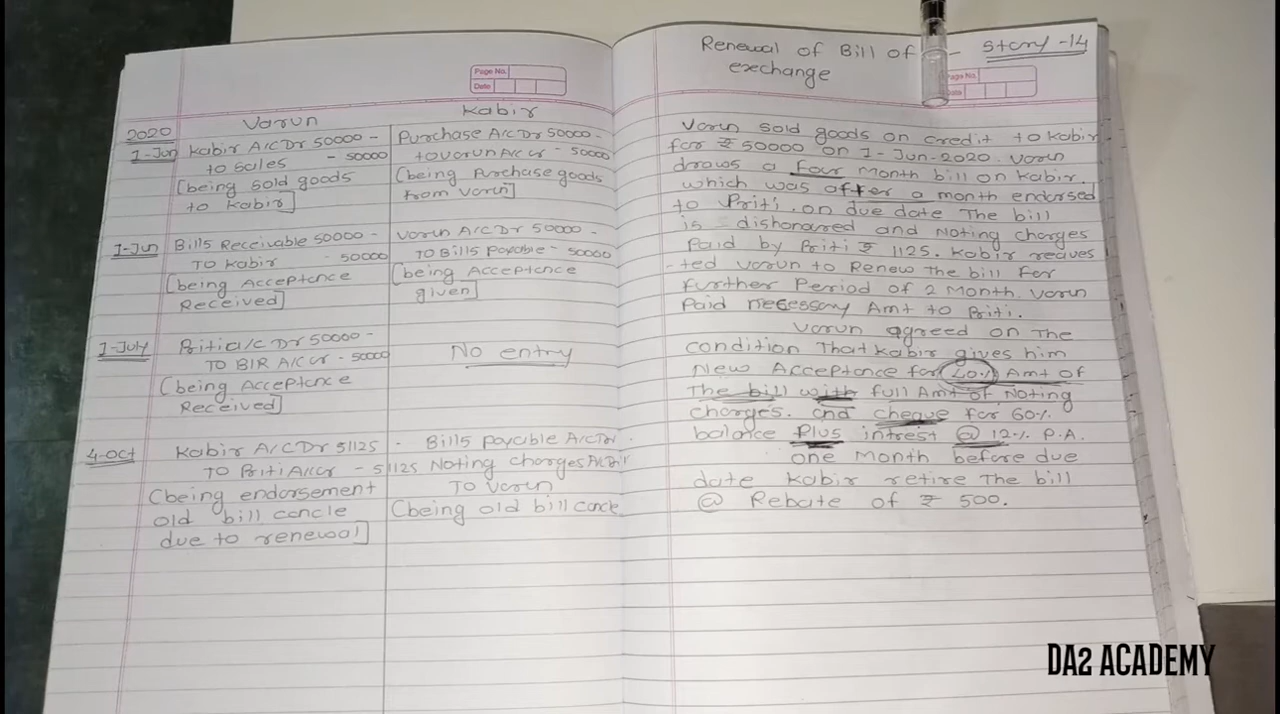 Page No.
Date
Varun
Kabir
2020
1-Jun Kabir A/C Dr 50000 -
to sales - 50000
[being sold goods
to Kabir]
Purchase A/C Dr 50000 -
to Varun A/c cr - 50000
[being Purchase goods
from Varun]
1-Jun Bills Receivable 50000 -
TO Kabir - 50000
[being Acceptence
Received]
Varun A/C Dr 50000 -
TO Bills Payable - 50000
[being Acceptence
given]
1-July Priti a/c Dr 50000 -
TO B/R A/C cr - 50000
[being Acceptence
Received]
No entry
4-Oct Kabir A/C Dr 51125 -
TO Priti A/c cr - 51125
[being endorsement
old bill cancle
due to renewal]
Bills payable A/C Dr
Noting charges A/c Dr
TO Varun
[being old bill cancle
Renewal of Bill of - Story -14
exchange
Page No.
Date
Varun sold goods on credit to Kabir
for ₹ 50000 on 1-Jun-2020. Varun
draws a four month bill on Kabir.
which was after a month endorsed
to Priti. on due date The bill
is dishonoured and Noting charges
Paid by Priti ₹ 1125. Kabir reques
-ted Varun to Renew the bill for
further Period of 2 Month. Varun
Paid necessary Amt to Priti.
Varun agreed on The
condition That Kabir gives him
New Acceptance for 40% Amt of
The bill with full Amt of Noting
charges. and cheque for 60%
balance Plus intrest @ 12% P.A.
one month before due
date Kabir retire The bill
@ Rebate of ₹ 500.
DA2 ACADEMY